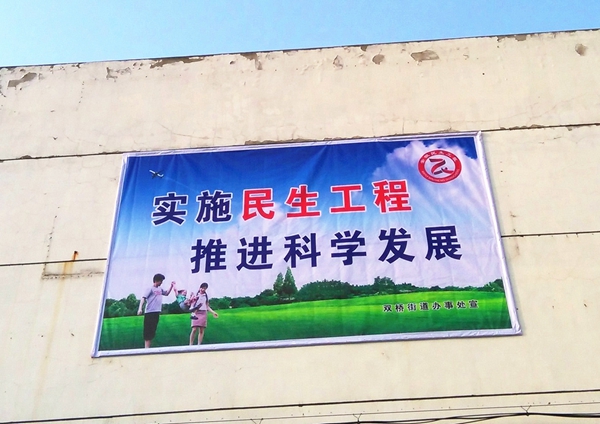 实施民生工程
推进科学发展
双桥街道办事处宣